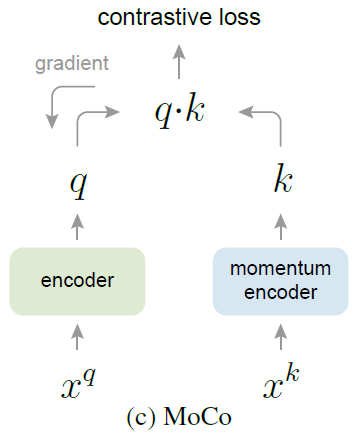 contrastive loss
gradient
q·k
q k
encoder
momentum
encoder
x^q x^k
(c) MoCo